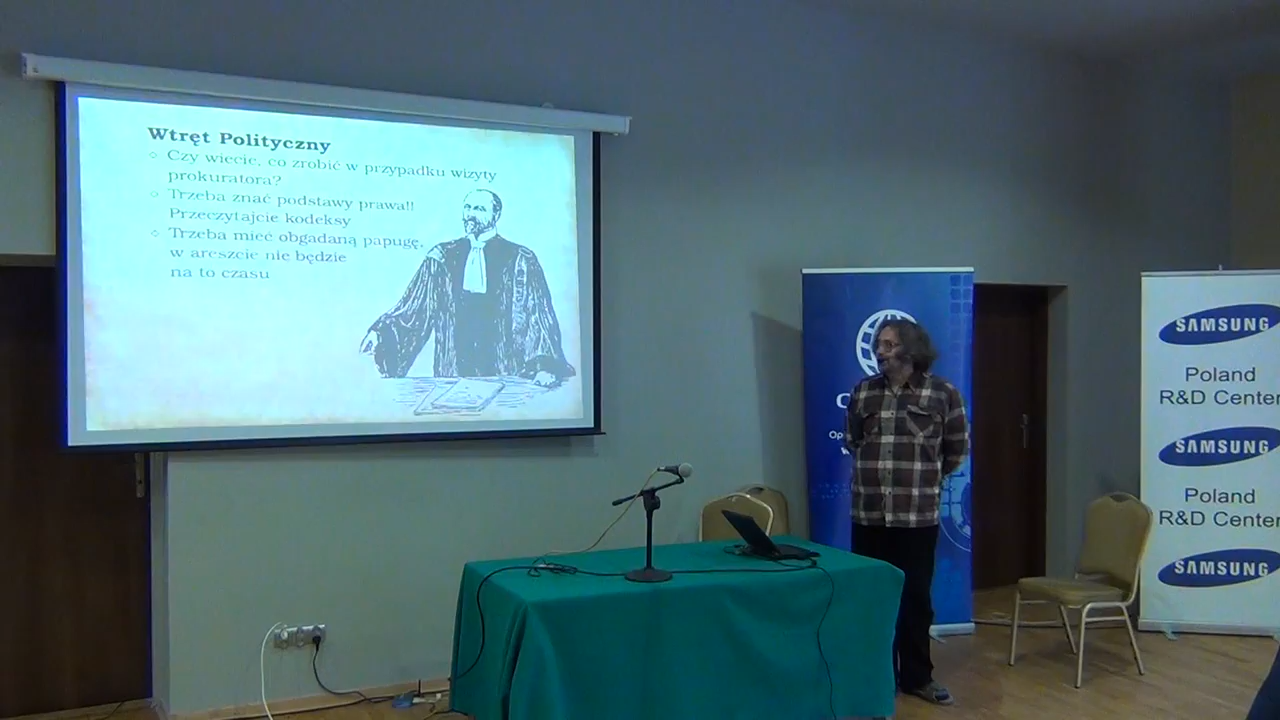 Wtręt Polityczny
Czy wiecie, co zrobić w przypadku wizyty
prokuratora?
Trzeba znać podstawy prawa!!
Przeczytajcie kodeksy
Trzeba mieć obgadaną papugę,
w areszcie nie będzie
na to czasu
Op
SAMSUNG
Poland
R&D Center
SAMSUNG
Poland
R&D Center
SAMSUNG